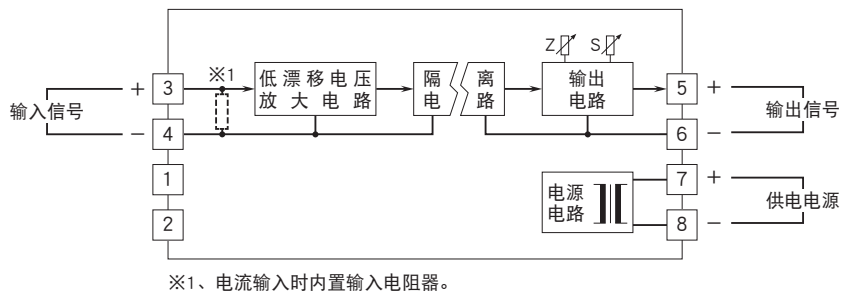 Z S
※1
+ 3 低漂移电压 隔 离 输出 5 +
放大电路 电 路 电路
输入信号 输出信号
− 4 6 −
1 7 +
电源 供电电源
电路
2 8 −
※1、电流输入时内置输入电阻器。